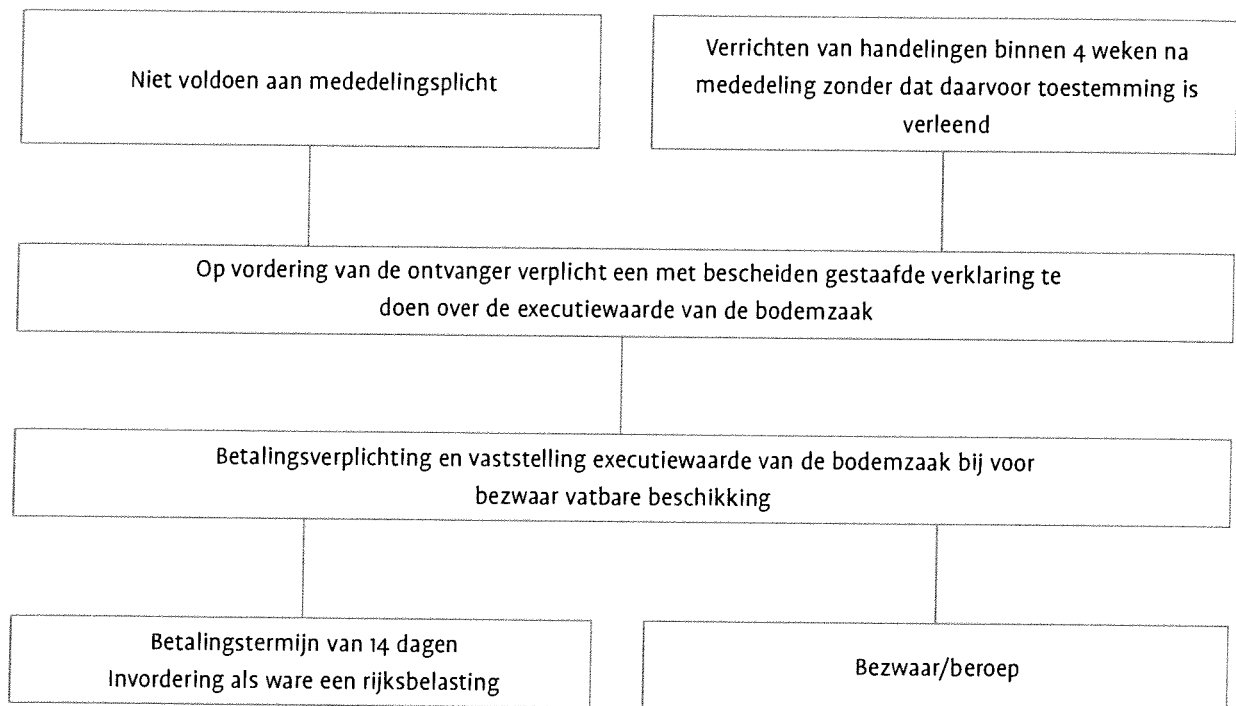 Niet voldoen aan mededelingsplicht
Verrichten van handelingen binnen 4 weken na
mededeling zonder dat daarvoor toestemming is
verleend
Op vordering van de ontvanger verplicht een met bescheiden gestaafde verklaring te
doen over de executiewaarde van de bodemzaak
Betalingsverplichting en vaststelling executiewaarde van de bodemzaak bij voor
bezwaar vatbare beschikking
Betalingstermijn van 14 dagen
Invordering als ware een rijksbelasting
Bezwaar/beroep